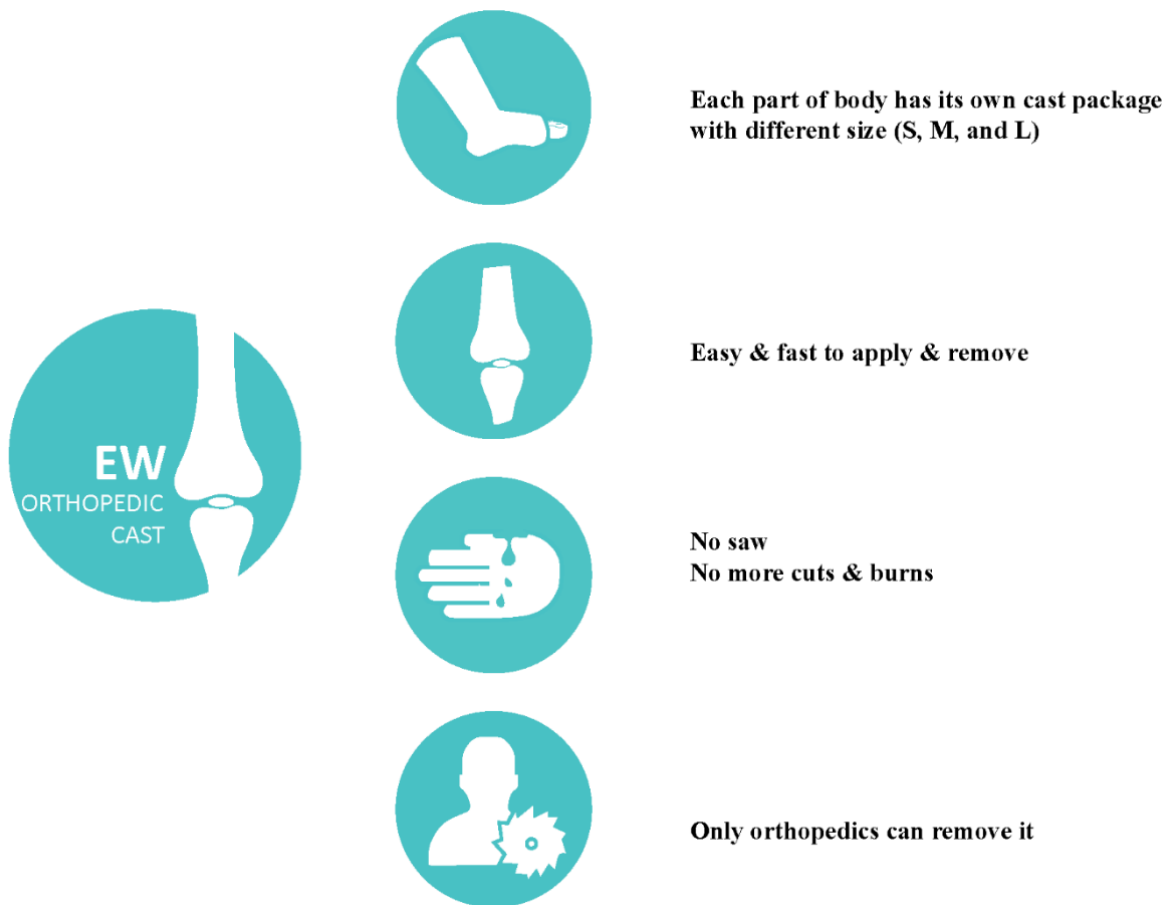 EW
ORTHOPEDIC
CAST
Each part of body has its own cast package
with different size (S, M, and L)
Easy & fast to apply & remove
No saw
No more cuts & burns
Only orthopedics can remove it